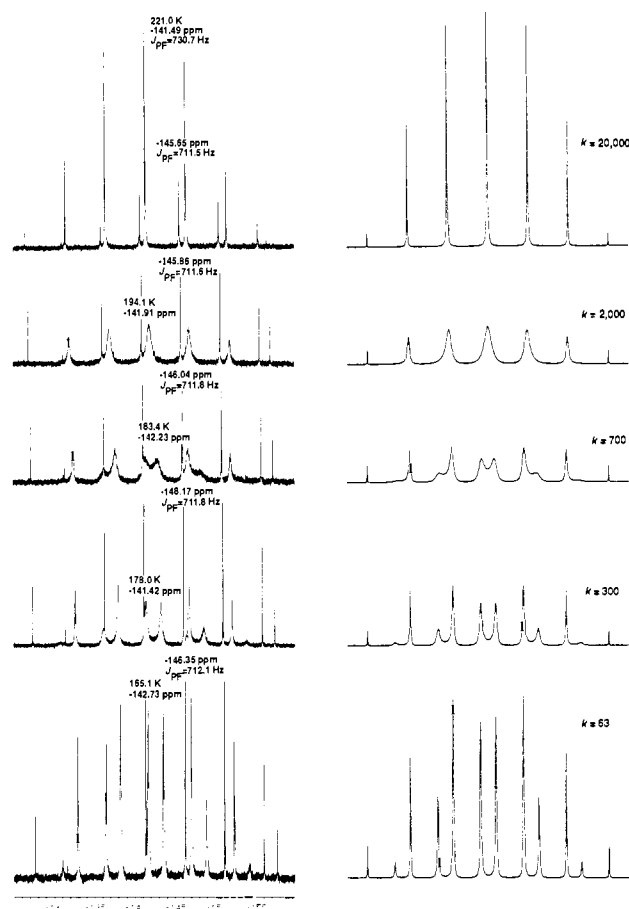 221.0 K
-141.49 ppm
JPF=730.7 Hz
-145.65 ppm
JPF=711.5 Hz
k = 20,000
-145.86 ppm
JPF=711.6 Hz
194.1 K
-141.91 ppm
k = 2,000
-146.04 ppm
JPF=711.8 Hz
183.4 K
-142.23 ppm
k = 700
-146.17 ppm
JPF=711.8 Hz
178.0 K
-141.42 ppm
k = 300
-146.35 ppm
JPF=712.1 Hz
165.1 K
-142.73 ppm
k = 63